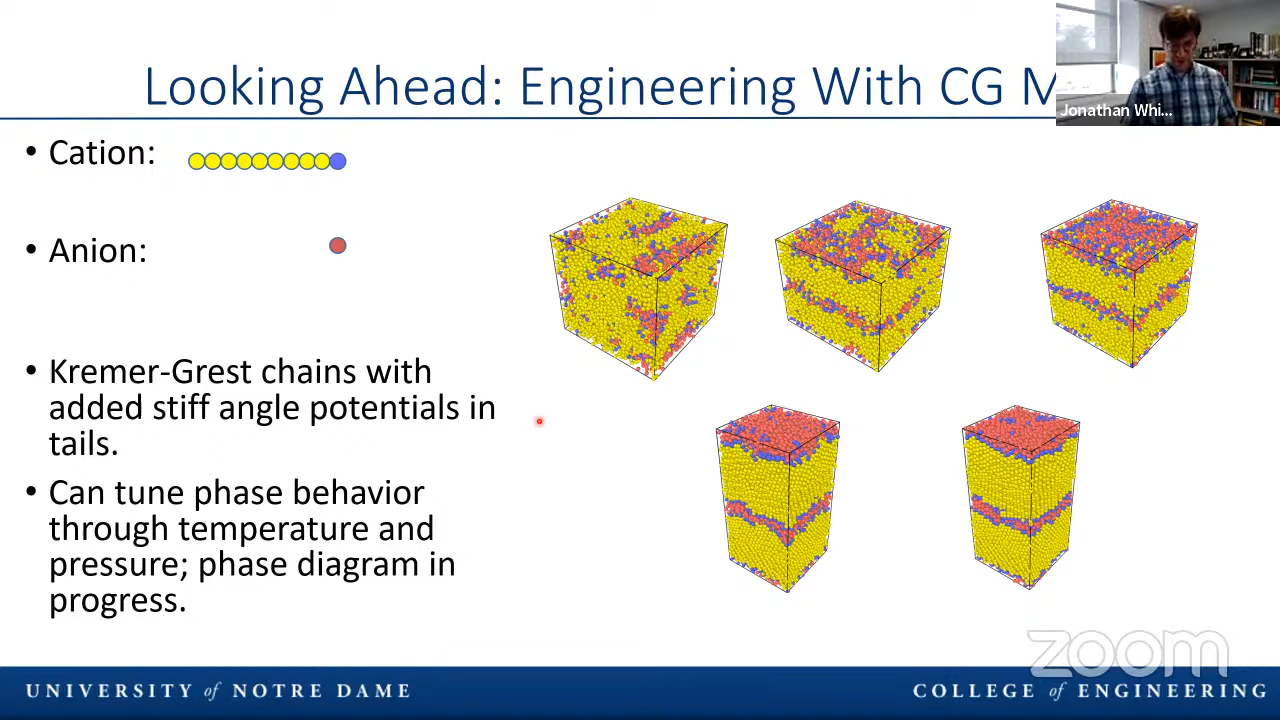 Looking Ahead: Engineering With CG M
Jonathan Whi...
• Cation:
• Anion:
• Kremer-Grest chains with
added stiff angle potentials in
tails.
• Can tune phase behavior
through temperature and
pressure; phase diagram in
progress.
zoom
UNIVERSITY of NOTRE DAME
COLLEGE of ENGINEERING